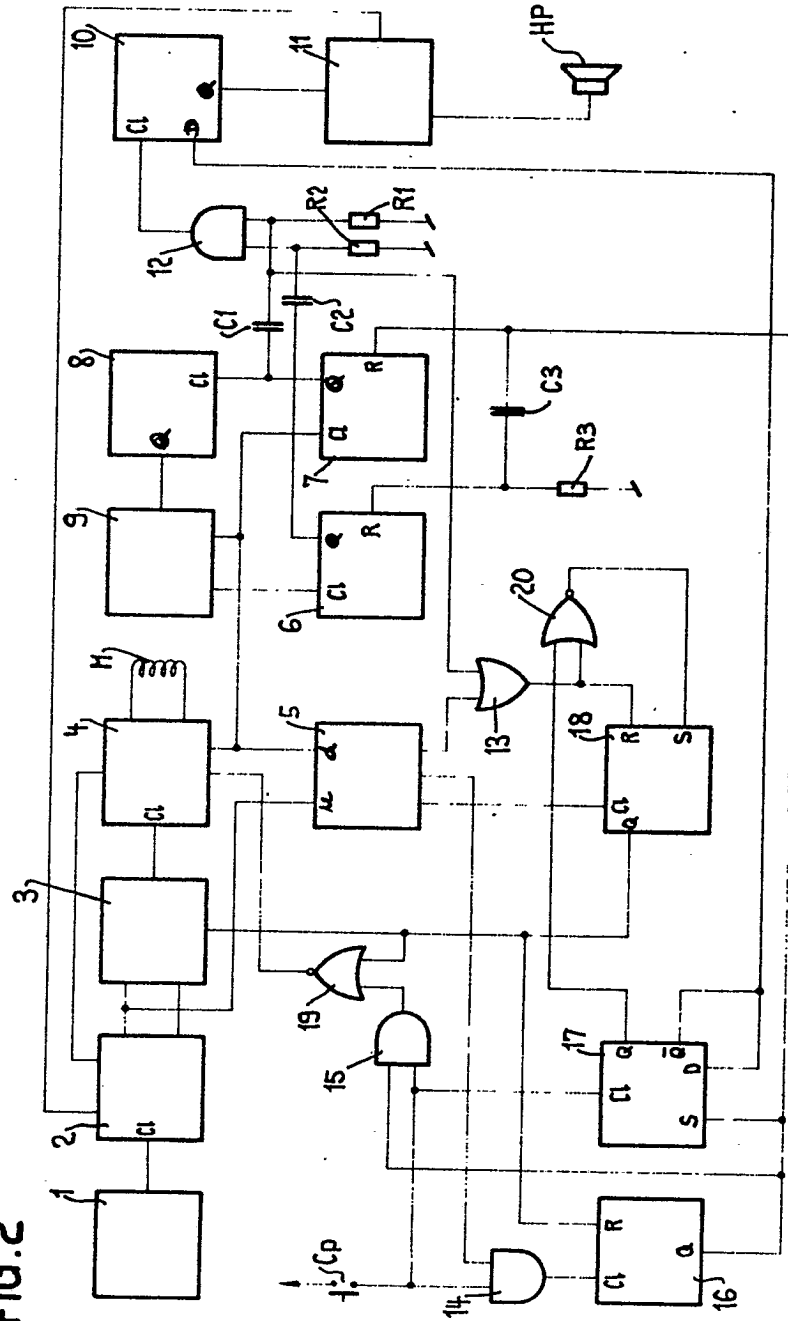 FIG.2
3
1
2
4
9
8
10
Cl
M
Cl
12
Cl
Q
Cl
D
Q
C1
19
5
6
7
C2
R2
11
Cp
15
μ
d
Cl
Q
Cl
Q
R
R
R1
14
13
20
C3
HP
R3
17
18
Cl
R
Cl
Q
Cl
Q
R
Q̅
S
D
S
16
Q